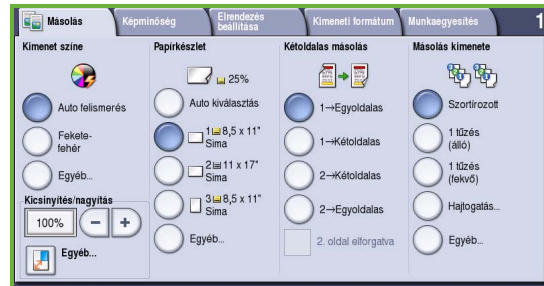 Másolás
Képminőség
Elrendezés
beállítása
Kimeneti formátum
Munkaegyesítés
1
Kimenet színe
Auto felismerés
Fekete-
fehér
Egyéb...
Kicsinyítés/nagyítás
100%
−
+
Egyéb...
Papírkészlet
25%
Auto kiválasztás
1 8,5 x 11"
Sima
2 11 x 17"
Sima
3 8,5 x 11"
Sima
Egyéb...
Kétoldalas másolás
1→Egyoldalas
1→Kétoldalas
2→Kétoldalas
2→Egyoldalas
2. oldal elforgatva
Másolás kimenete
Szortírozott
1 tűzés
(álló)
1 tűzés
(fekvő)
Hajtogatás...
Egyéb...